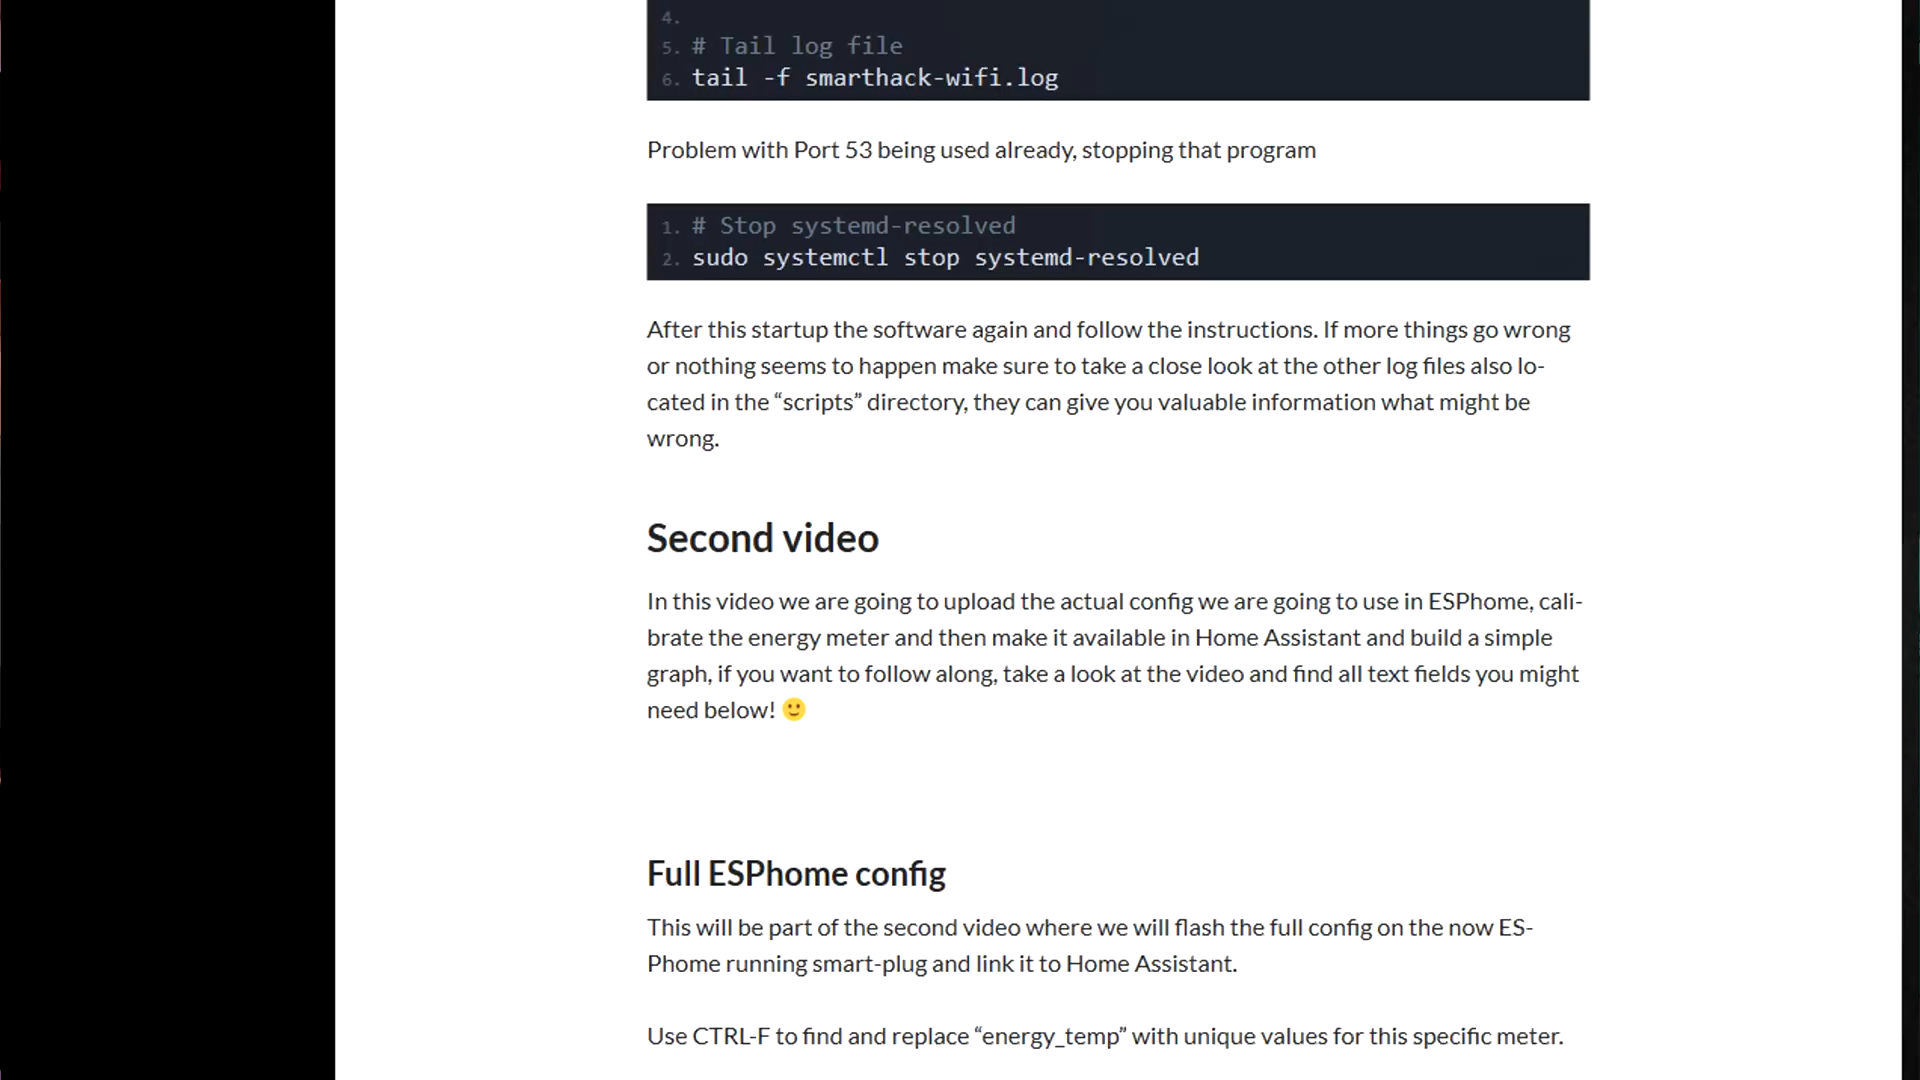 4.
5. # Tail log file
6. tail -f smarthack-wifi.log
Problem with Port 53 being used already, stopping that program
1. # Stop systemd-resolved
2. sudo systemctl stop systemd-resolved
After this startup the software again and follow the instructions. If more things go wrong
or nothing seems to happen make sure to take a close look at the other log files also lo-
cated in the “scripts” directory, they can give you valuable information what might be
wrong.
Second video
In this video we are going to upload the actual config we are going to use in ESPhome, cali-
brate the energy meter and then make it available in Home Assistant and build a simple
graph, if you want to follow along, take a look at the video and find all text fields you might
need below! 🙂
Full ESPhome config
This will be part of the second video where we will flash the full config on the now ES-
Phome running smart-plug and link it to Home Assistant.
Use CTRL-F to find and replace “energy_temp” with unique values for this specific meter.